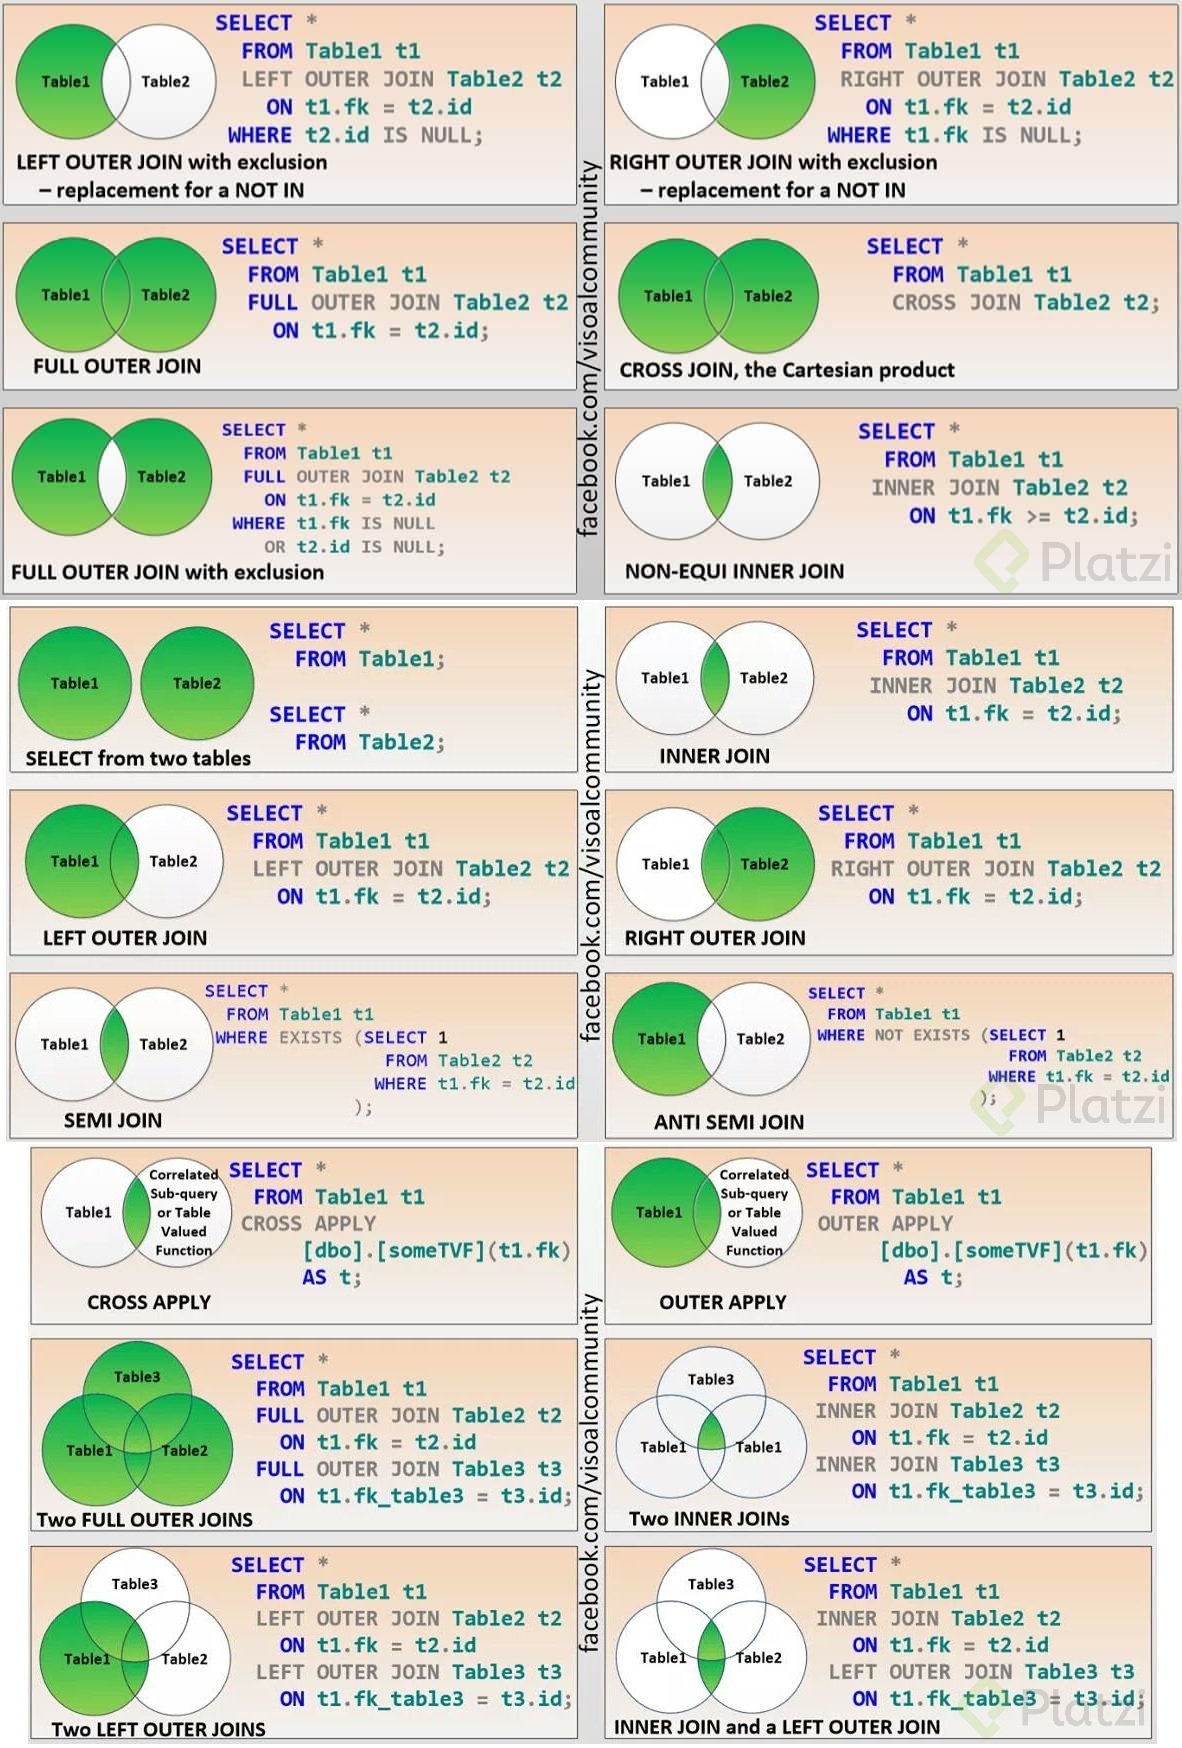 Table1
Table2
SELECT *
FROM Table1 t1
LEFT OUTER JOIN Table2 t2
ON t1.fk = t2.id
WHERE t2.id IS NULL;
LEFT OUTER JOIN with exclusion
– replacement for a NOT IN
Table1
Table2
SELECT *
FROM Table1 t1
RIGHT OUTER JOIN Table2 t2
ON t1.fk = t2.id
WHERE t1.fk IS NULL;
RIGHT OUTER JOIN with exclusion
– replacement for a NOT IN
Table1
Table2
SELECT *
FROM Table1 t1
FULL OUTER JOIN Table2 t2
ON t1.fk = t2.id;
FULL OUTER JOIN
Table1
Table2
SELECT *
FROM Table1 t1
CROSS JOIN Table2 t2;
CROSS JOIN, the Cartesian product
Table1
Table2
SELECT *
FROM Table1 t1
FULL OUTER JOIN Table2 t2
ON t1.fk = t2.id
WHERE t1.fk IS NULL
OR t2.id IS NULL;
FULL OUTER JOIN with exclusion
Table1
Table2
SELECT *
FROM Table1 t1
INNER JOIN Table2 t2
ON t1.fk >= t2.id;
NON-EQUI INNER JOIN
facebook.com/visoalcommunity
Platzi
Table1
Table2
SELECT *
FROM Table1;
SELECT *
FROM Table2;
SELECT from two tables
Table1
Table2
SELECT *
FROM Table1 t1
INNER JOIN Table2 t2
ON t1.fk = t2.id;
INNER JOIN
Table1
Table2
SELECT *
FROM Table1 t1
LEFT OUTER JOIN Table2 t2
ON t1.fk = t2.id;
LEFT OUTER JOIN
Table1
Table2
SELECT *
FROM Table1 t1
RIGHT OUTER JOIN Table2 t2
ON t1.fk = t2.id;
RIGHT OUTER JOIN
Table1
Table2
SELECT *
FROM Table1 t1
WHERE EXISTS (SELECT 1
FROM Table2 t2
WHERE t1.fk = t2.id
);
SEMI JOIN
Table1
Table2
SELECT *
FROM Table1 t1
WHERE NOT EXISTS (SELECT 1
FROM Table2 t2
WHERE t1.fk = t2.id
);
ANTI SEMI JOIN
facebook.com/visoalcommunity
Platzi
Table1
Correlated
Sub-query
or Table
Valued
Function
SELECT *
FROM Table1 t1
CROSS APPLY
[dbo].[someTVF](t1.fk)
AS t;
CROSS APPLY
Table1
Correlated
Sub-query
or Table
Valued
Function
SELECT *
FROM Table1 t1
OUTER APPLY
[dbo].[someTVF](t1.fk)
AS t;
OUTER APPLY
Table3
Table1
Table2
SELECT *
FROM Table1 t1
FULL OUTER JOIN Table2 t2
ON t1.fk = t2.id
FULL OUTER JOIN Table3 t3
ON t1.fk_table3 = t3.id;
Two FULL OUTER JOINS
Table3
Table1
Table1
SELECT *
FROM Table1 t1
INNER JOIN Table2 t2
ON t1.fk = t2.id
INNER JOIN Table3 t3
ON t1.fk_table3 = t3.id;
Two INNER JOINs
Table3
Table1
Table2
SELECT *
FROM Table1 t1
LEFT OUTER JOIN Table2 t2
ON t1.fk = t2.id
LEFT OUTER JOIN Table3 t3
ON t1.fk_table3 = t3.id;
Two LEFT OUTER JOINS
Table3
Table1
Table2
SELECT *
FROM Table1 t1
INNER JOIN Table2 t2
ON t1.fk = t2.id
LEFT OUTER JOIN Table3 t3
ON t1.fk_table3 = t3.id;
INNER JOIN and a LEFT OUTER JOIN
facebook.com/visoalcommunity
Platzi